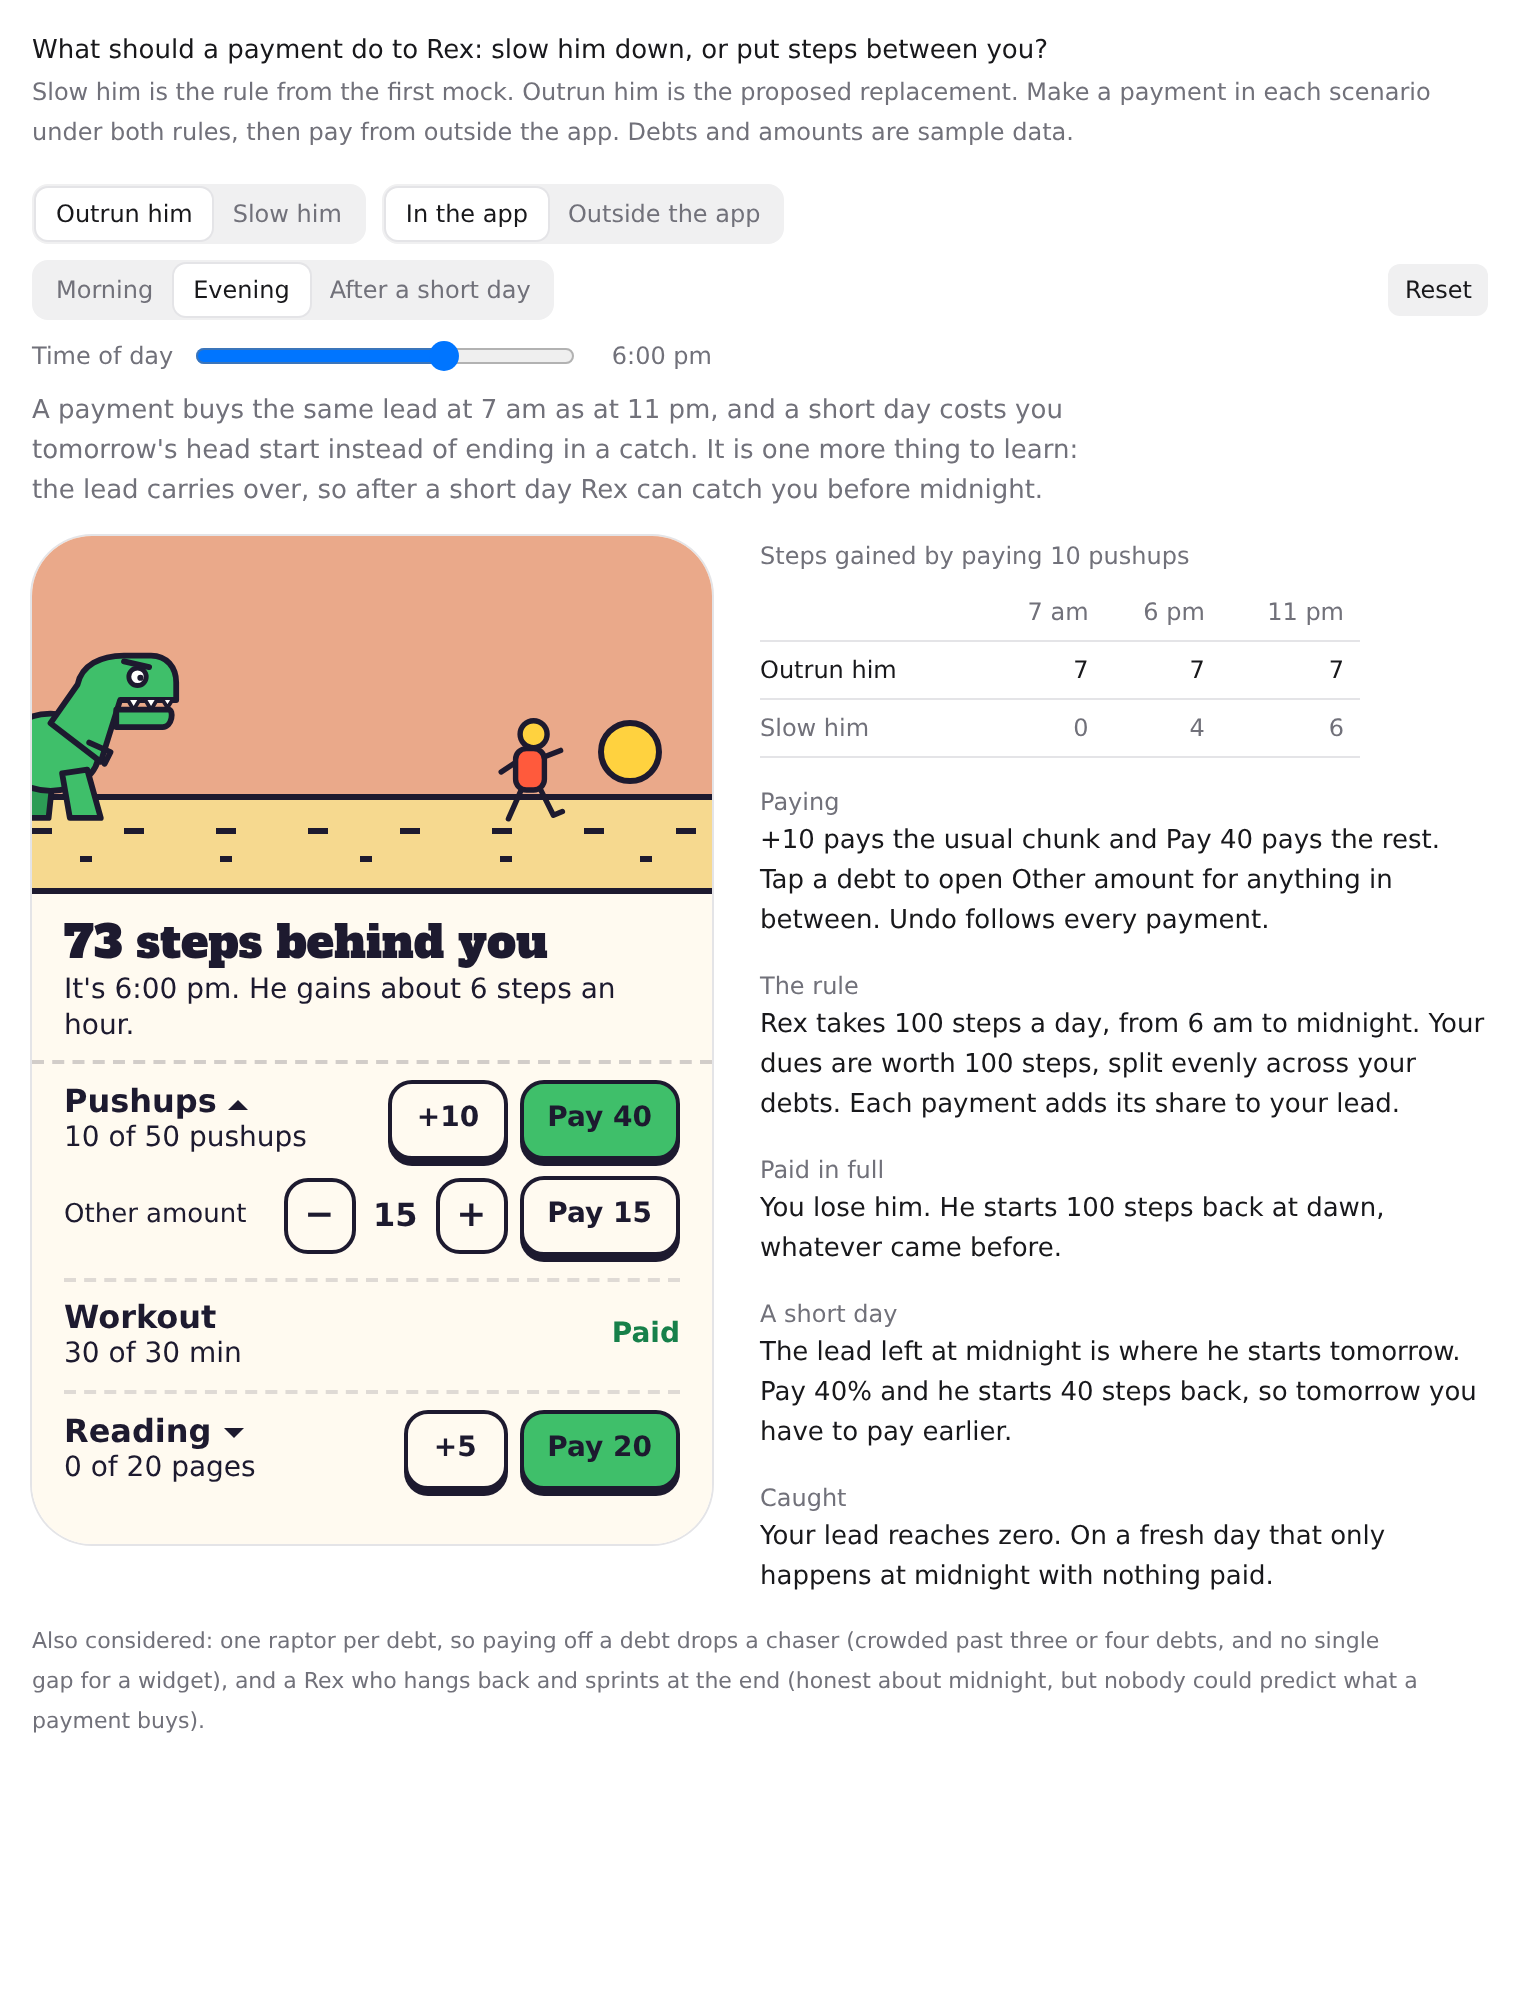 What should a payment do to Rex: slow him down, or put steps between you?
Slow him is the rule from the first mock. Outrun him is the proposed replacement. Make a payment in each scenario
under both rules, then pay from outside the app. Debts and amounts are sample data.
Outrun him Slow him In the app Outside the app
Morning Evening After a short day Reset
Time of day 6:00 pm
A payment buys the same lead at 7 am as at 11 pm, and a short day costs you
tomorrow's head start instead of ending in a catch. It is one more thing to learn:
the lead carries over, so after a short day Rex can catch you before midnight.
73 steps behind you
It's 6:00 pm. He gains about 6 steps an
hour.
Pushups
10 of 50 pushups
+10 Pay 40
Other amount − 15 + Pay 15
Workout
30 of 30 min
Paid
Reading
0 of 20 pages
+5 Pay 20
Steps gained by paying 10 pushups
7 am 6 pm 11 pm
Outrun him 7 7 7
Slow him 0 4 6
Paying
+10 pays the usual chunk and Pay 40 pays the rest.
Tap a debt to open Other amount for anything in
between. Undo follows every payment.
The rule
Rex takes 100 steps a day, from 6 am to midnight. Your
dues are worth 100 steps, split evenly across your
debts. Each payment adds its share to your lead.
Paid in full
You lose him. He starts 100 steps back at dawn,
whatever came before.
A short day
The lead left at midnight is where he starts tomorrow.
Pay 40% and he starts 40 steps back, so tomorrow you
have to pay earlier.
Caught
Your lead reaches zero. On a fresh day that only
happens at midnight with nothing paid.
Also considered: one raptor per debt, so paying off a debt drops a chaser (crowded past three or four debts, and no single
gap for a widget), and a Rex who hangs back and sprints at the end (honest about midnight, but nobody could predict what a
payment buys).